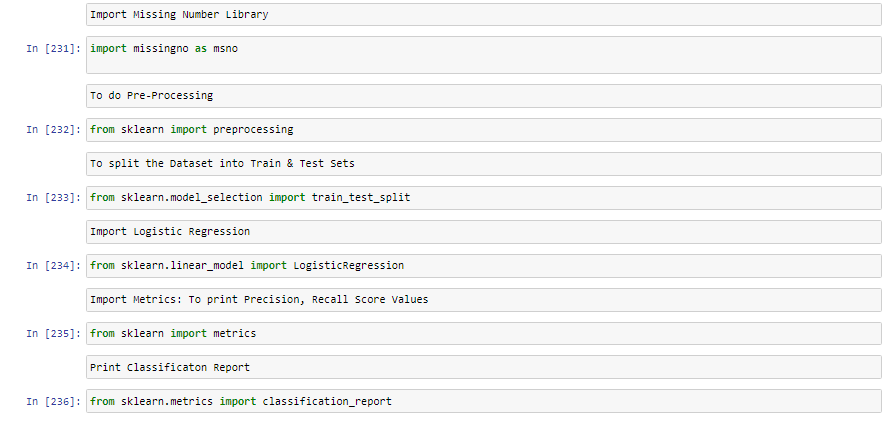 Import Missing Number Library
In [231]: import missingno as msno
To do Pre-Processing
In [232]: from sklearn import preprocessing
To split the Dataset into Train & Test Sets
In [233]: from sklearn.model_selection import train_test_split
Import Logistic Regression
In [234]: from sklearn.linear_model import LogisticRegression
Import Metrics: To print Precision, Recall Score Values
In [235]: from sklearn import metrics
Print Classificaton Report
In [236]: from sklearn.metrics import classification_report